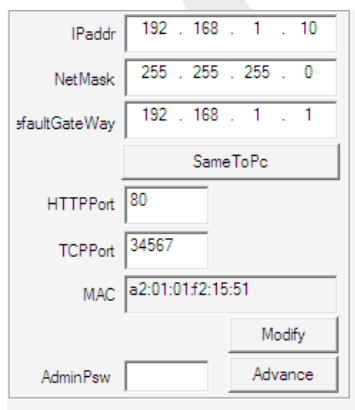 IPaddr 192 . 168 . 1 . 10
NetMask 255 . 255 . 255 . 0
efaultGateWay 192 . 168 . 1 . 1
SameToPc
HTTPPort 80
TCPPort 34567
MAC a2:01:01:f2:15:51
Modify
AdminPsw Advance